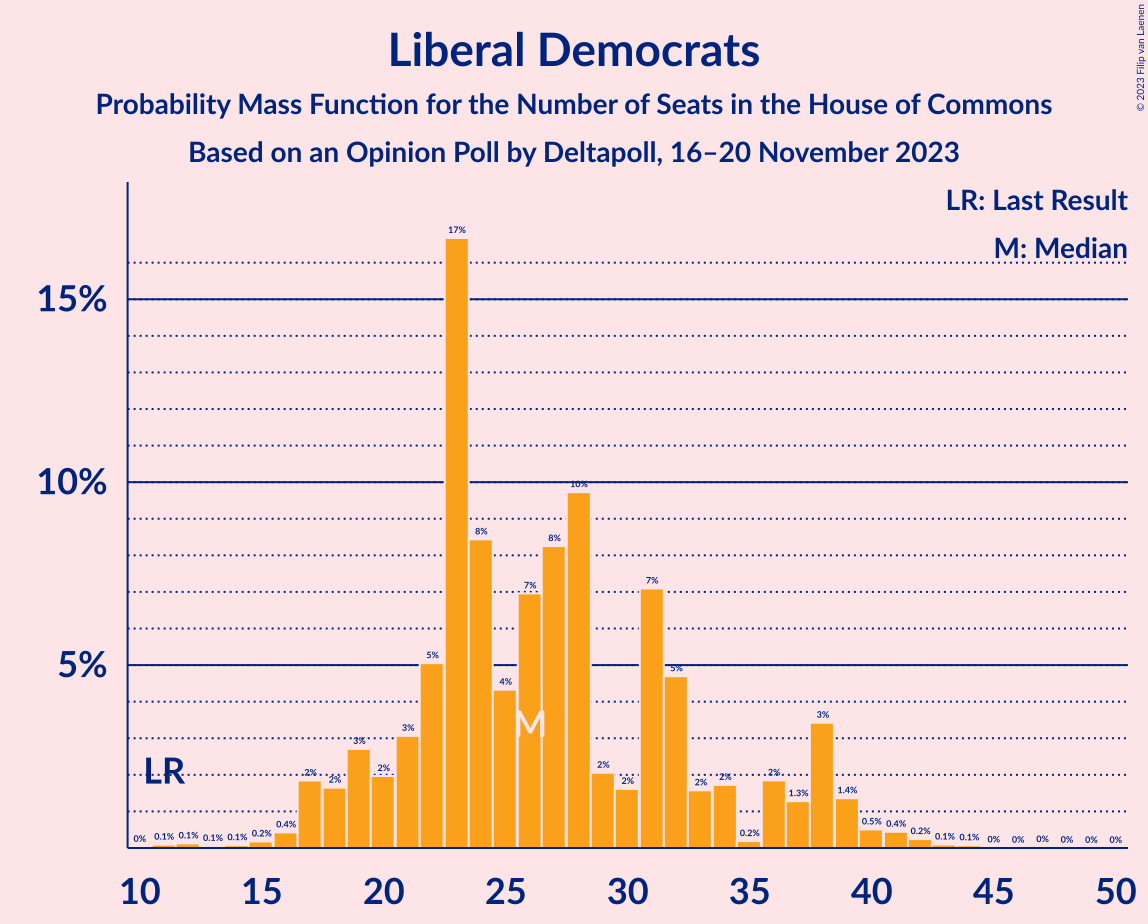 © 2023 Filip van Laenen
Liberal Democrats
Probability Mass Function for the Number of Seats in the House of Commons
Based on an Opinion Poll by Deltapoll, 16–20 November 2023
LR: Last Result
M: Median
15%
10%
5%
LR
M
0% 0.1% 0.1% 0.1% 0.1% 0.2% 0.4% 2% 2% 3% 2% 3% 5% 17% 8% 4% 7% 8% 10% 2% 2% 7% 5% 2% 2% 0.2% 2% 1.3% 3% 1.4% 0.5% 0.4% 0.2% 0.1% 0.1% 0% 0% 0% 0% 0% 0%
10 15 20 25 30 35 40 45 50